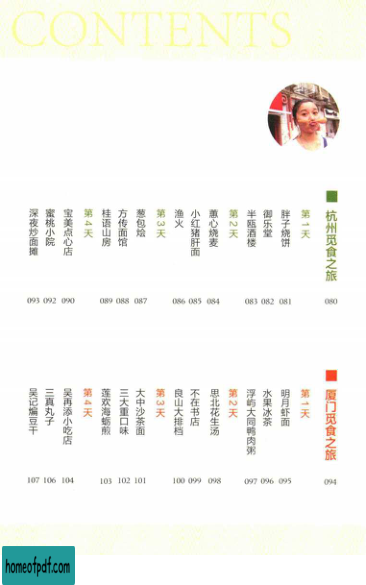 CONTENTS
杭州觅食之旅 080
第1天
胖子烧饼 081
御乐堂 082
半瓯酒楼 083
第2天
蕙心烧麦 084
小红猪肝面 085
渔火 086
第3天
葱包烩 087
方传面馆 088
桂语山房 089
第4天
宝美点心店 090
蜜桃小院 092
深夜炒面摊 093
厦门觅食之旅 094
第1天
明月虾面 095
水果冰茶 096
浮屿大同鸭肉粥 097
第2天
思北花生汤 098
不在书店 099
良山大排档 100
第3天
大中沙茶面 101
三大重口味 102
莲欢海蛎煎 103
第4天
吴再添小吃店 104
三真丸子 106
吴记煸豆干 107
homeofpdf.com